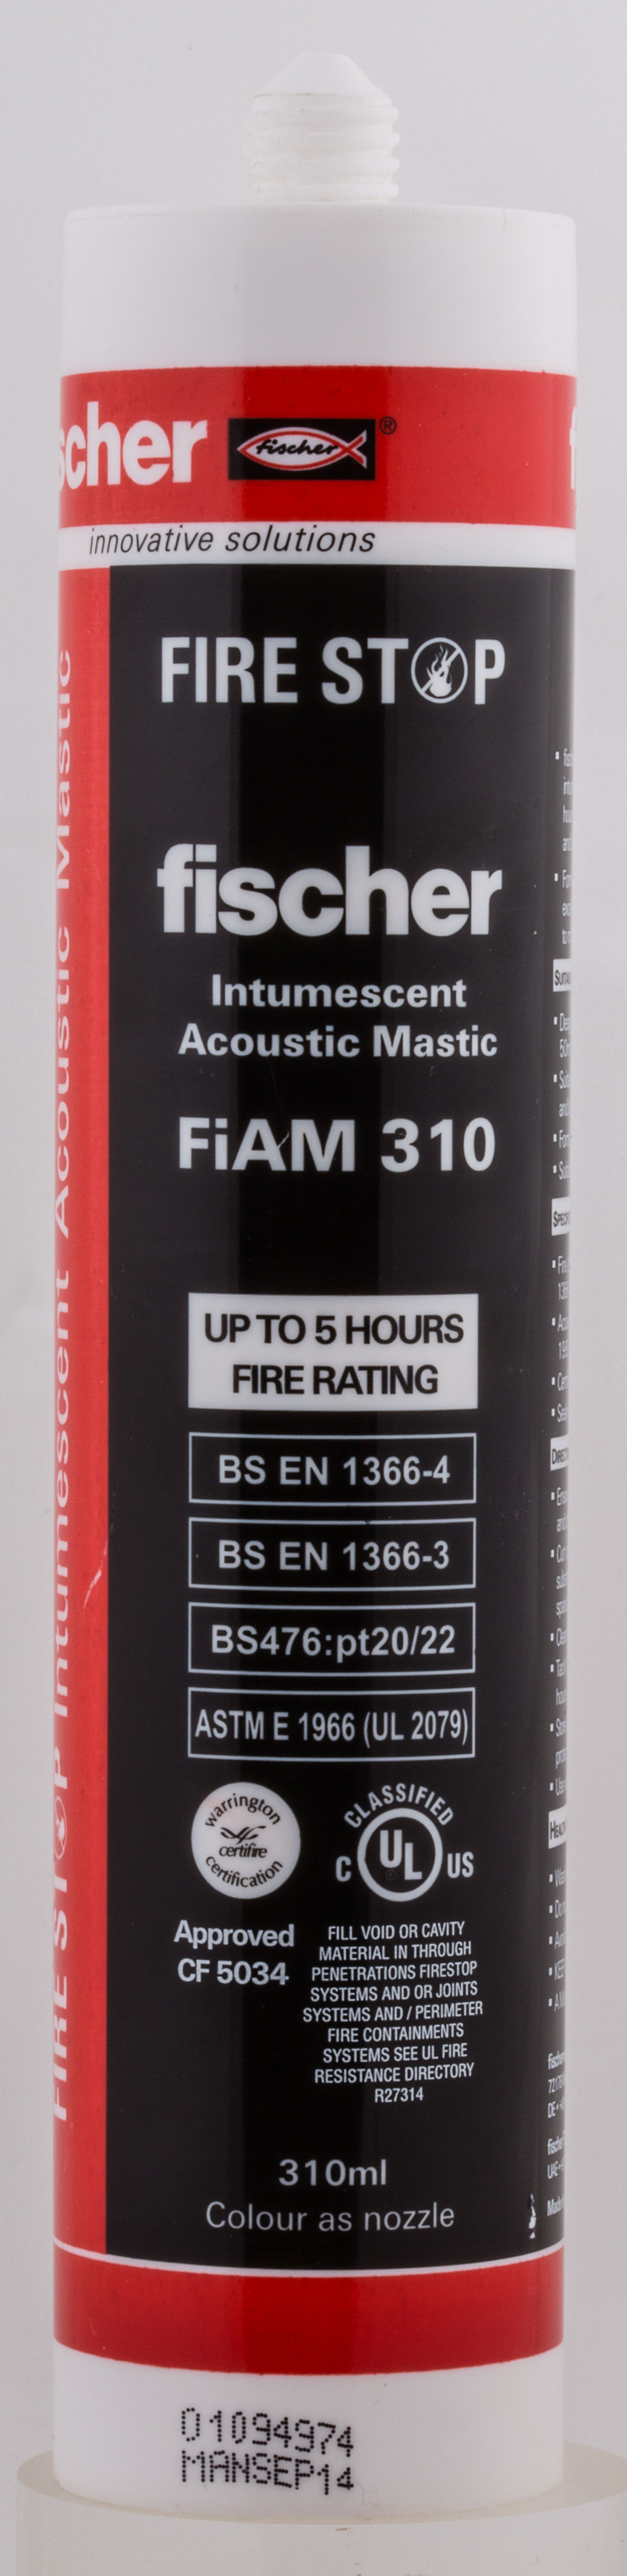 scher fischer ®
innovative solutions
FIRE STOP
fischer
Intumescent
Acoustic Mastic
FiAM 310
UP TO 5 HOURS
FIRE RATING
BS EN 1366-4
BS EN 1366-3
BS476:pt20/22
ASTM E 1966 (UL 2079)
warrington
certifire
certification
Approved
CF 5034
CLASSIFIED
C UL US
FILL VOID OR CAVITY
MATERIAL IN THROUGH
PENETRATIONS FIRESTOP
SYSTEMS AND OR JOINTS
SYSTEMS AND / PERIMETER
FIRE CONTAINMENTS
SYSTEMS SEE UL FIRE
RESISTANCE DIRECTORY
R27314
310ml
Colour as nozzle
FIRE STOP Intumescent Acoustic Mastic
01094974
MANSEP14